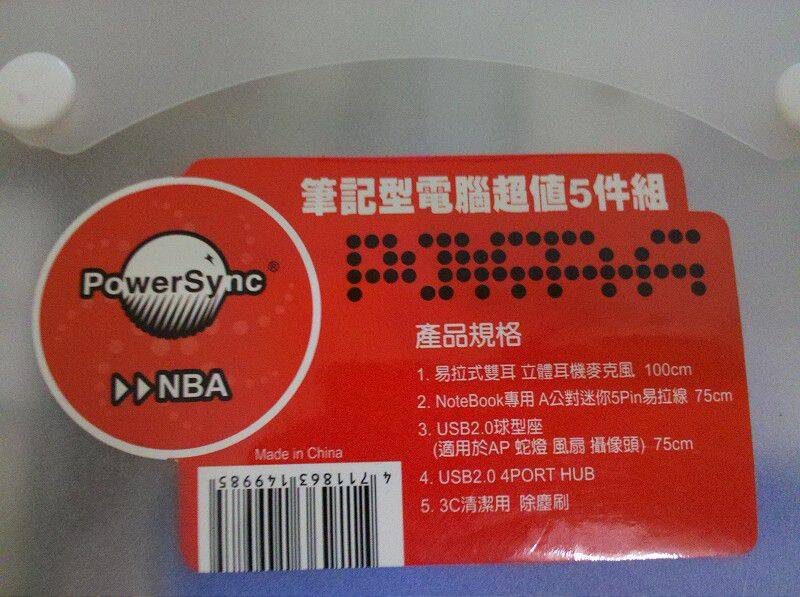 筆記型電腦超值5件組
PowerSync®
NBA
產品規格
1. 易拉式雙耳 立體耳機麥克風 100cm
2. NoteBook專用 A公對迷你5Pin易拉線 75cm
3. USB2.0球型座
(適用於AP 蛇燈 風扇 攝像頭) 75cm
4. USB2.0 4PORT HUB
5. 3C清潔用 除塵刷
Made in China
4 711863 149985